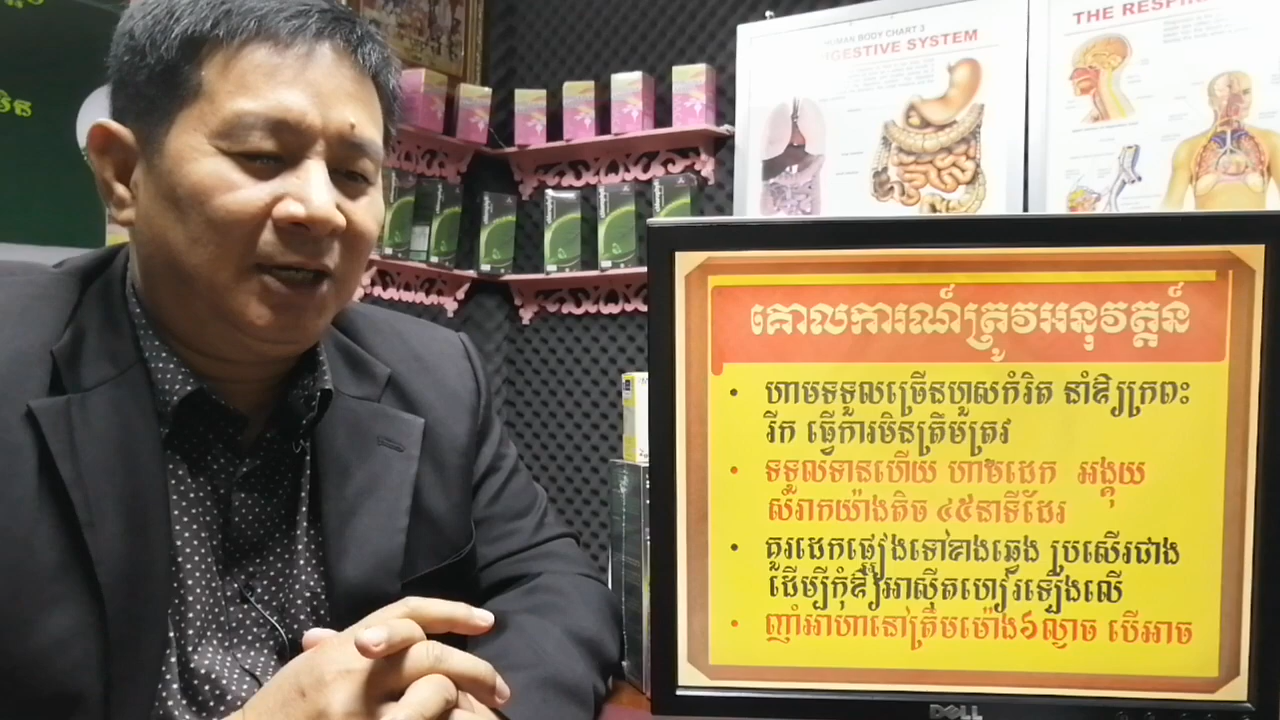 HUMAN BODY CHART 3
DIGESTIVE SYSTEM
THE RESPI
គោលការណ៍ត្រូវអនុវត្តន៍
• ហាមទទួលច្រើនហួសកំរិត នាំឱ្យក្រពះ
រីក ធ្វើការមិនត្រឹមត្រូវ
• ទទួលទានហើយ ហាមដេក អង្គុយ
សំរាកយ៉ាងតិច ៤៥នាទីដែរ
• គួរដេកផ្អៀងទៅខាងឆ្វេង ប្រសើរជាង
ដើម្បីកុំឱ្យអាស៊ីតហៀរឡើងលើ
• ញ៉ាំអាហានៅត្រឹមម៉ោង៦ល្ងាច បើអាច
DELL